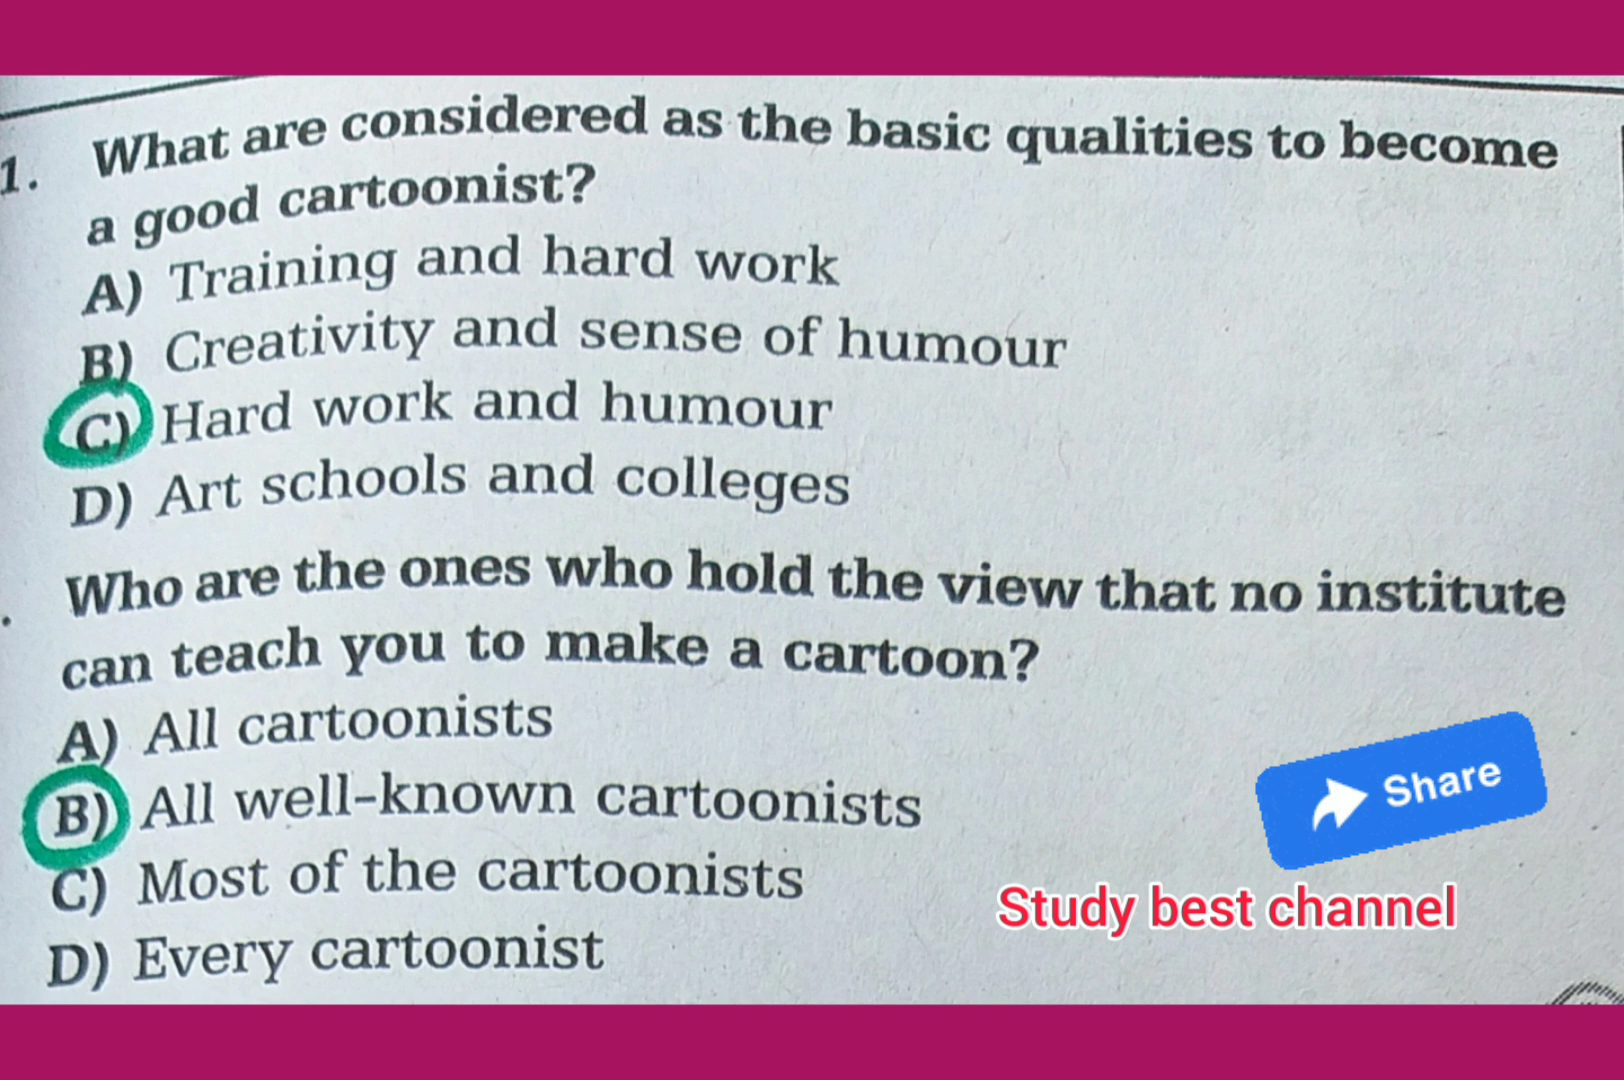 1. What are considered as the basic qualities to become
a good cartoonist?
A) Training and hard work
B) Creativity and sense of humour
C) Hard work and humour
D) Art schools and colleges
. Who are the ones who hold the view that no institute
can teach you to make a cartoon?
A) All cartoonists
B) All well-known cartoonists
C) Most of the cartoonists
D) Every cartoonist
Share
Study best channel